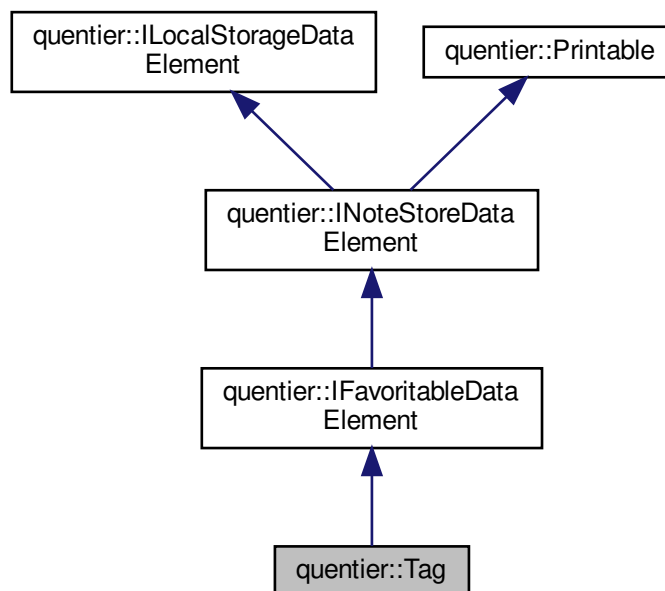 quentier::ILocalStorageData
Element
quentier::Printable
quentier::INoteStoreData
Element
quentier::IFavoritableData
Element
quentier::Tag